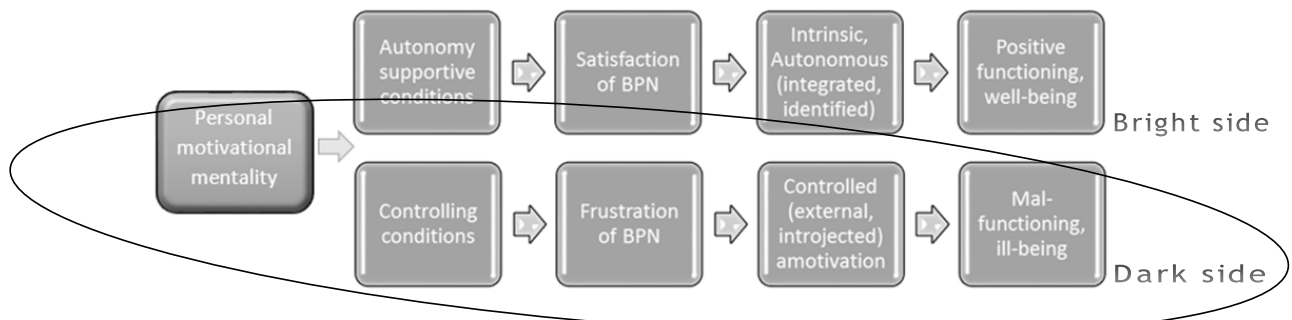 Personal
motivational
mentality
Autonomy
supportive
conditions
Satisfaction
of BPN
Intrinsic,
Autonomous
(integrated,
identified)
Positive
functioning,
well-being
Bright side
Controlling
conditions
Frustration
of BPN
Controlled
(external,
introjected)
amotivation
Mal-
functioning,
ill-being
Dark side